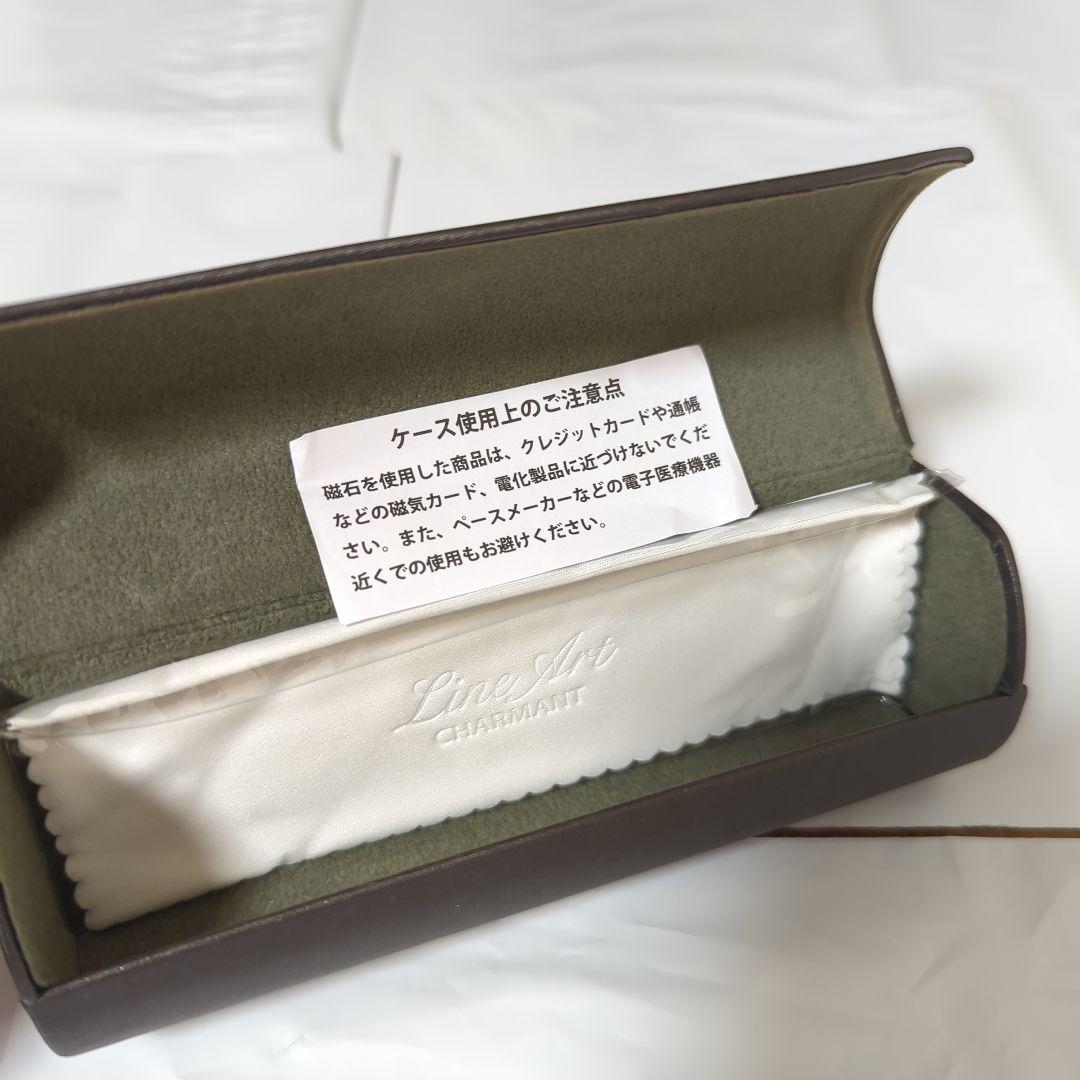 ケース使用上のご注意点
磁石を使用した商品は、クレジットカードや通帳
などの磁気カード、電化製品に近づけないでくだ
さい。また、ペースメーカーなどの電子医療機器
近くでの使用もお避けください。
Line Art
CHARMANT